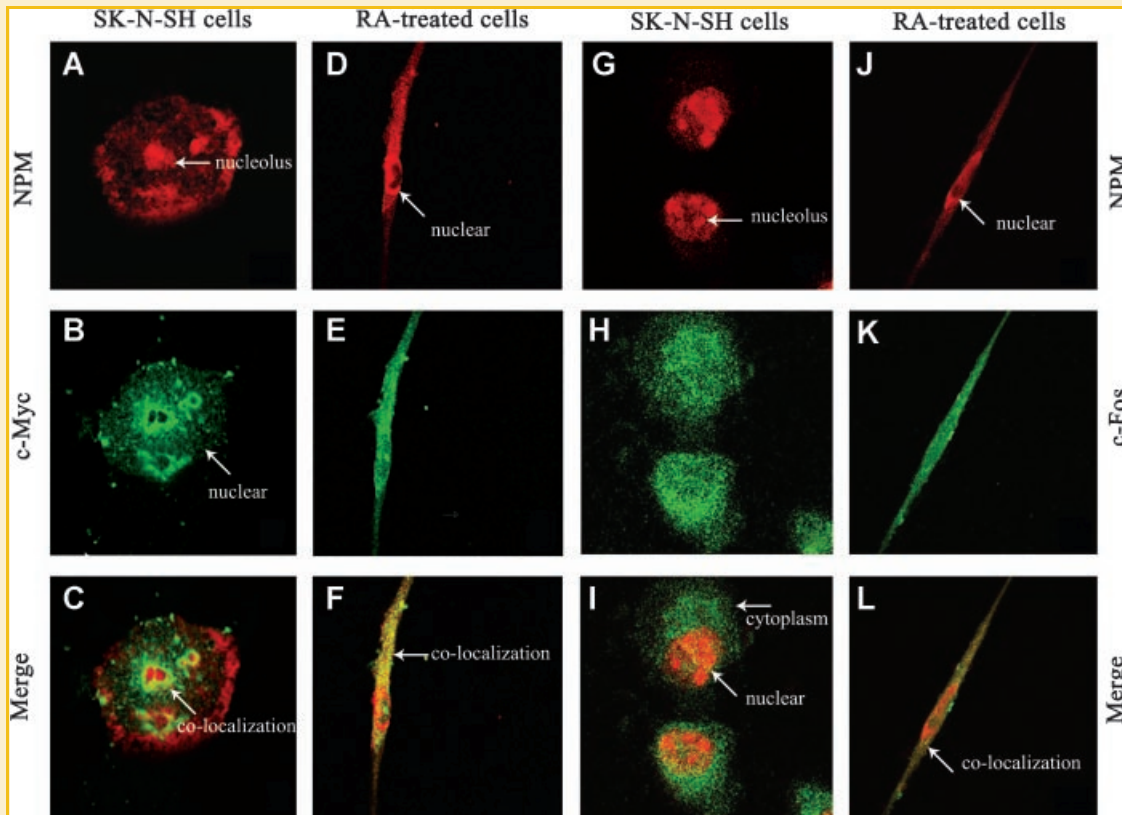 SK-N-SH cells RA-treated cells SK-N-SH cells RA-treated cells
NPM
A
nucleolus
D
nuclear
G
nucleolus
J
nuclear
NPM
c-Myc
B
nuclear
E
H
K
c-Fos
Merge
C
co-localization
F
co-localization
I
cytoplasm
nuclear
L
co-localization
Merge